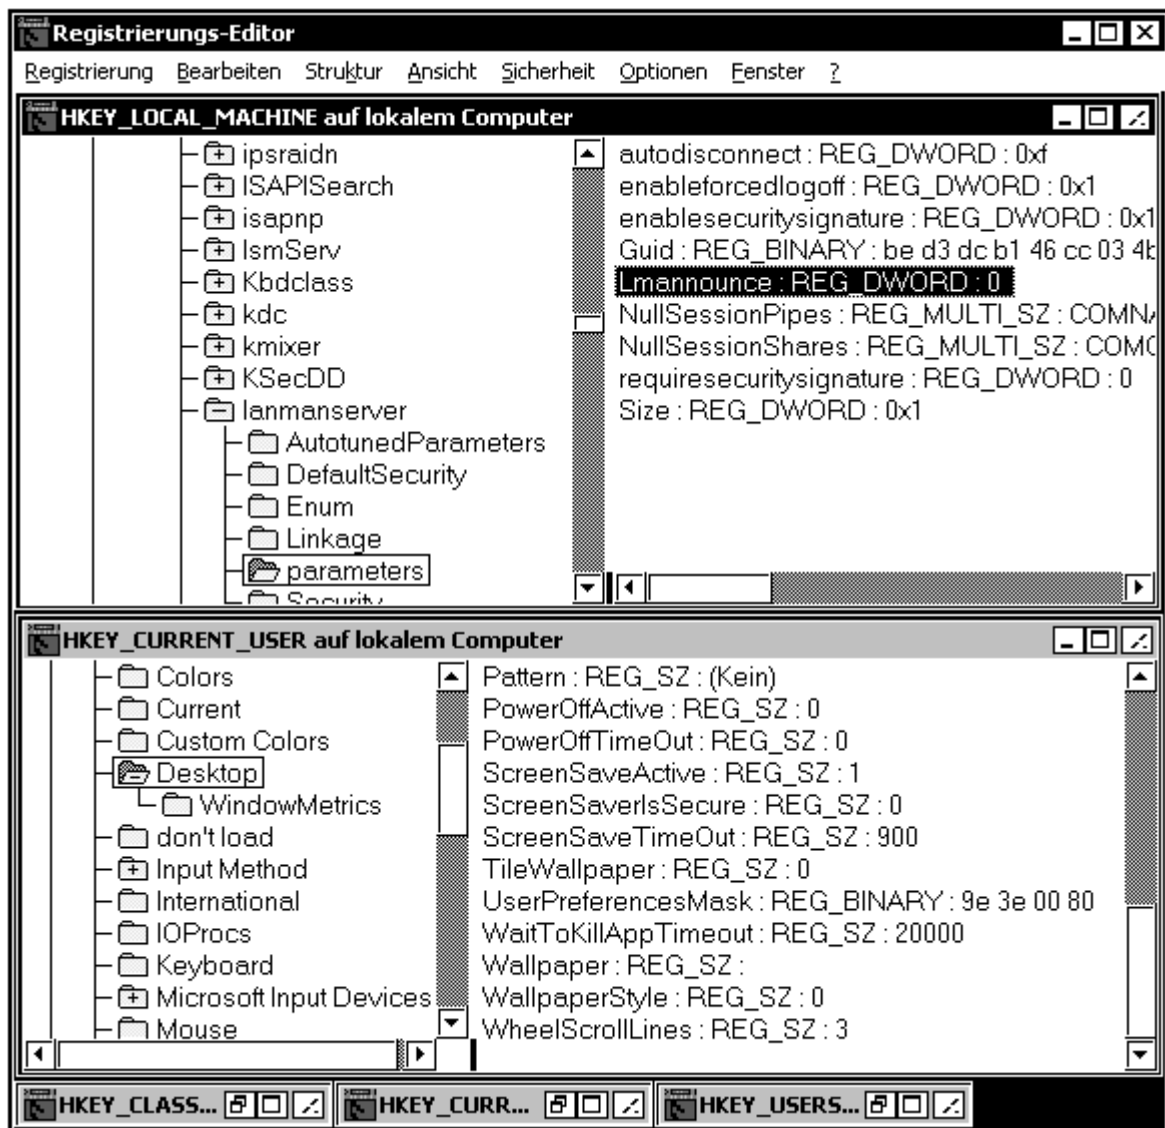 Registrierungs-Editor
Registrierung Bearbeiten Struktur Ansicht Sicherheit Optionen Fenster ?
HKEY_LOCAL_MACHINE auf lokalem Computer
ipsraidn
ISAPISearch
isapnp
IsmServ
Kbdclass
kdc
kmixer
KSecDD
lanmanserver
AutotunedParameters
DefaultSecurity
Enum
Linkage
parameters
Security
autodisconnect : REG_DWORD : 0xf
enableforcedlogoff : REG_DWORD : 0x1
enablesecuritysignature : REG_DWORD : 0x1
Guid : REG_BINARY : be d3 dc b1 46 cc 03 4b
Lmannounce : REG_DWORD : 0
NullSessionPipes : REG_MULTI_SZ : COMNA
NullSessionShares : REG_MULTI_SZ : COMC
requiresecuritysignature : REG_DWORD : 0
Size : REG_DWORD : 0x1
HKEY_CURRENT_USER auf lokalem Computer
Colors
Current
Custom Colors
Desktop
WindowMetrics
don't load
Input Method
International
IOProcs
Keyboard
Microsoft Input Devices
Mouse
Pattern : REG_SZ : (Kein)
PowerOffActive : REG_SZ : 0
PowerOffTimeOut : REG_SZ : 0
ScreenSaveActive : REG_SZ : 1
ScreenSaverIsSecure : REG_SZ : 0
ScreenSaveTimeOut : REG_SZ : 900
TileWallpaper : REG_SZ : 0
UserPreferencesMask : REG_BINARY : 9e 3e 00 80
WaitToKillAppTimeout : REG_SZ : 20000
Wallpaper : REG_SZ :
WallpaperStyle : REG_SZ : 0
WheelScrollLines : REG_SZ : 3
HKEY_CLASS... HKEY_CURR... HKEY_USERS...